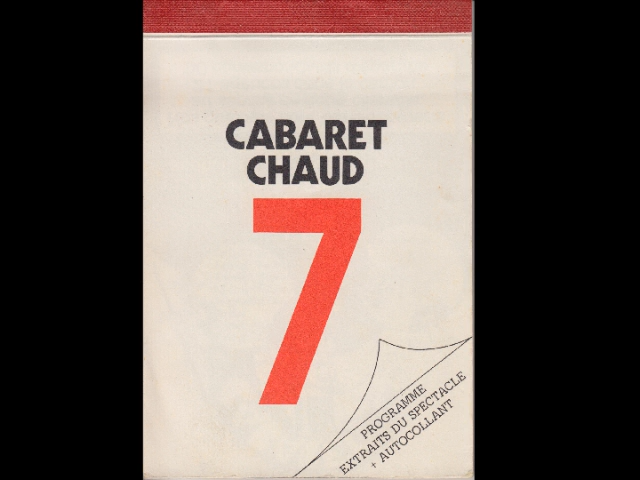 CABARET
CHAUD
7
PROGRAMME
EXTRAITS DU SPECTACLE
+ AUTOCOLLANT